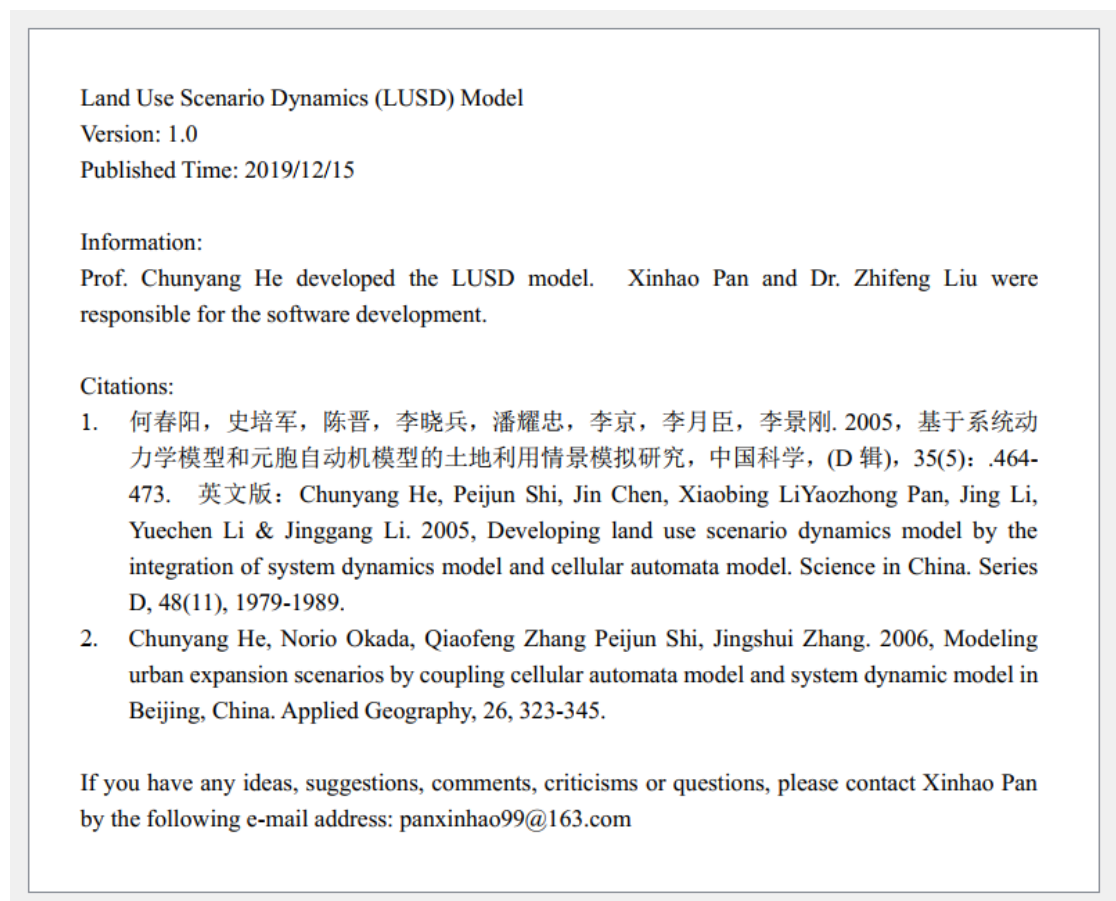 Land Use Scenario Dynamics (LUSD) Model
Version: 1.0
Published Time: 2019/12/15
Information:
Prof. Chunyang He developed the LUSD model. Xinhao Pan and Dr. Zhifeng Liu were
responsible for the software development.
Citations:
1. 何春阳，史培军，陈晋，李晓兵，潘耀忠，李京，李月臣，李景刚. 2005，基于系统动
力学模型和元胞自动机模型的土地利用情景模拟研究，中国科学，(D 辑)，35(5)：.464-
473. 英文版：Chunyang He, Peijun Shi, Jin Chen, Xiaobing LiYaozhong Pan, Jing Li,
Yuechen Li & Jinggang Li. 2005, Developing land use scenario dynamics model by the
integration of system dynamics model and cellular automata model. Science in China. Series
D, 48(11), 1979-1989.
2. Chunyang He, Norio Okada, Qiaofeng Zhang Peijun Shi, Jingshui Zhang. 2006, Modeling
urban expansion scenarios by coupling cellular automata model and system dynamic model in
Beijing, China. Applied Geography, 26, 323-345.
If you have any ideas, suggestions, comments, criticisms or questions, please contact Xinhao Pan
by the following e-mail address: panxinhao99@163.com